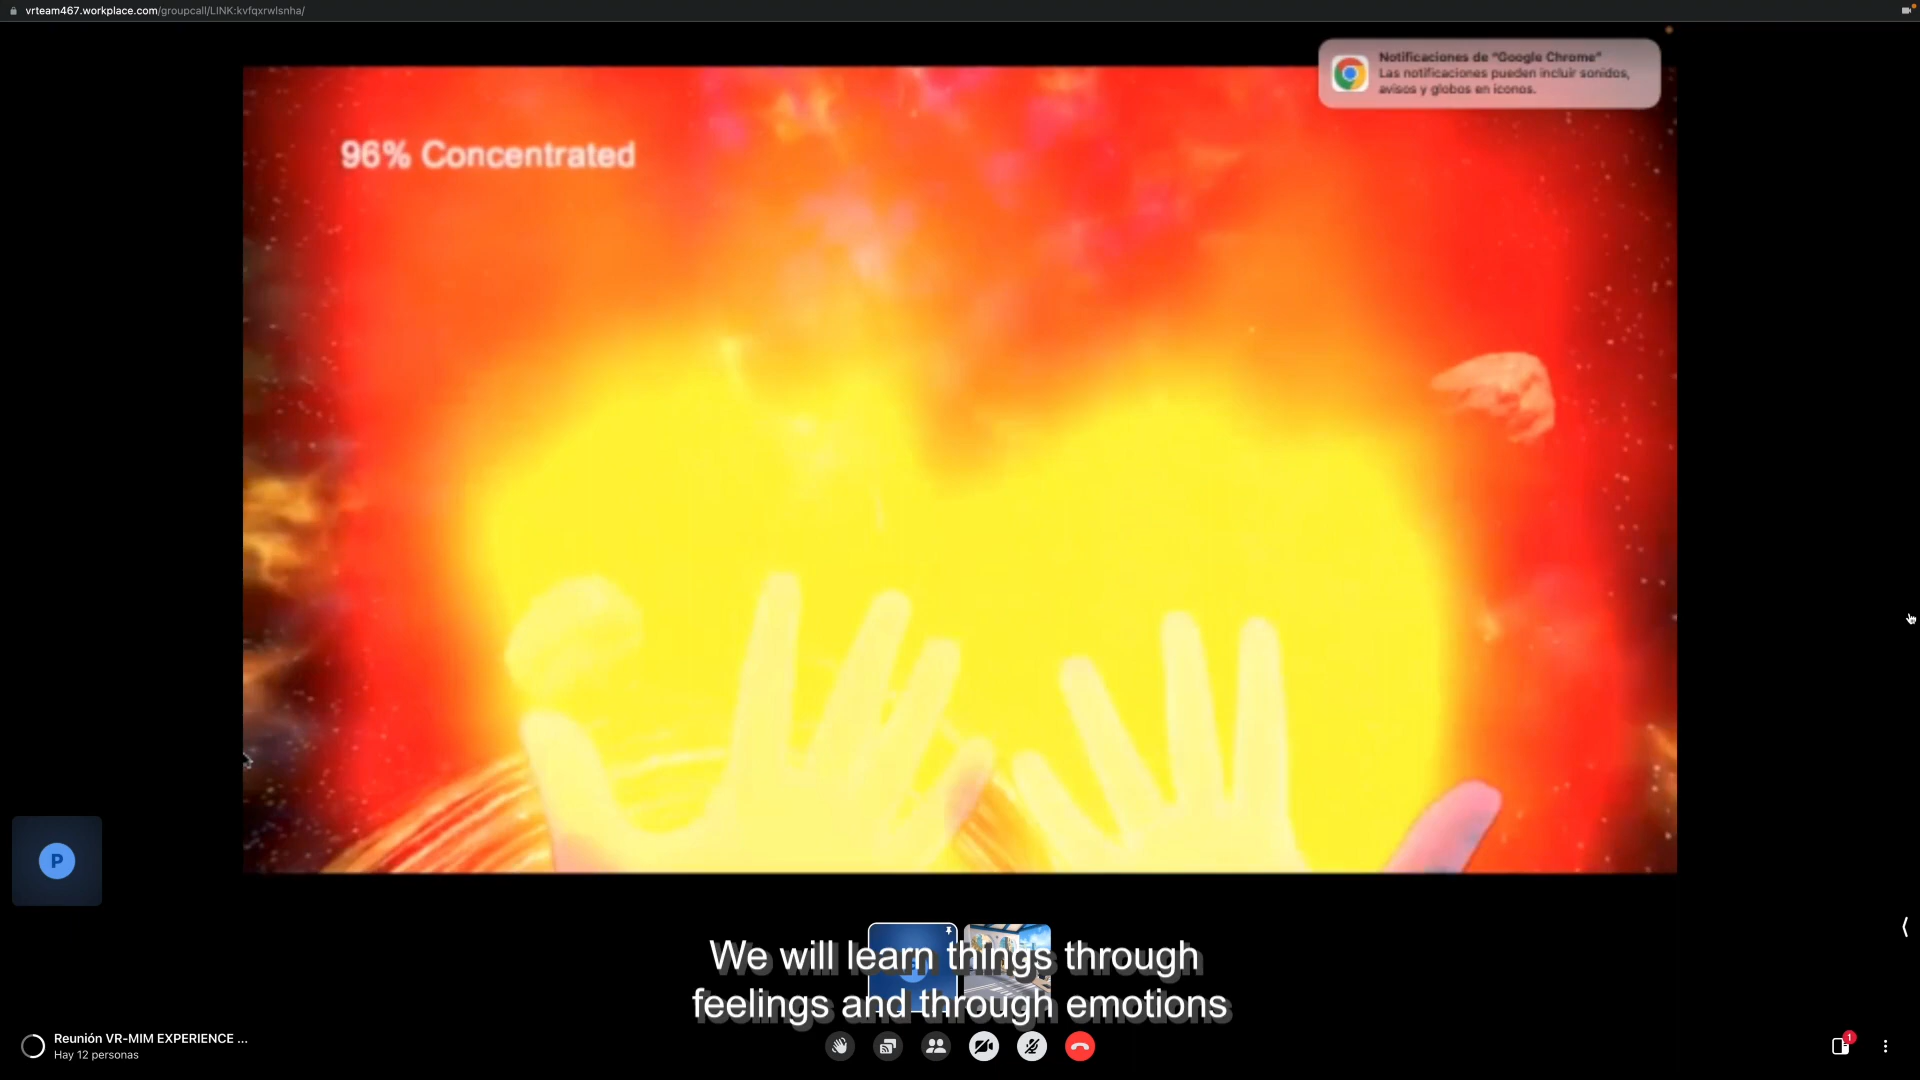 vrteam467.workplace.com/groupcall/LINK:kvfqxrwlsnha/
Notificaciones de "Google Chrome"
Las notificaciones pueden incluir sonidos,
avisos y globos en iconos.
96% Concentrated
P
We will learn things through
feelings and through emotions
Reunión VR-MIM EXPERIENCE ...
Hay 12 personas
1